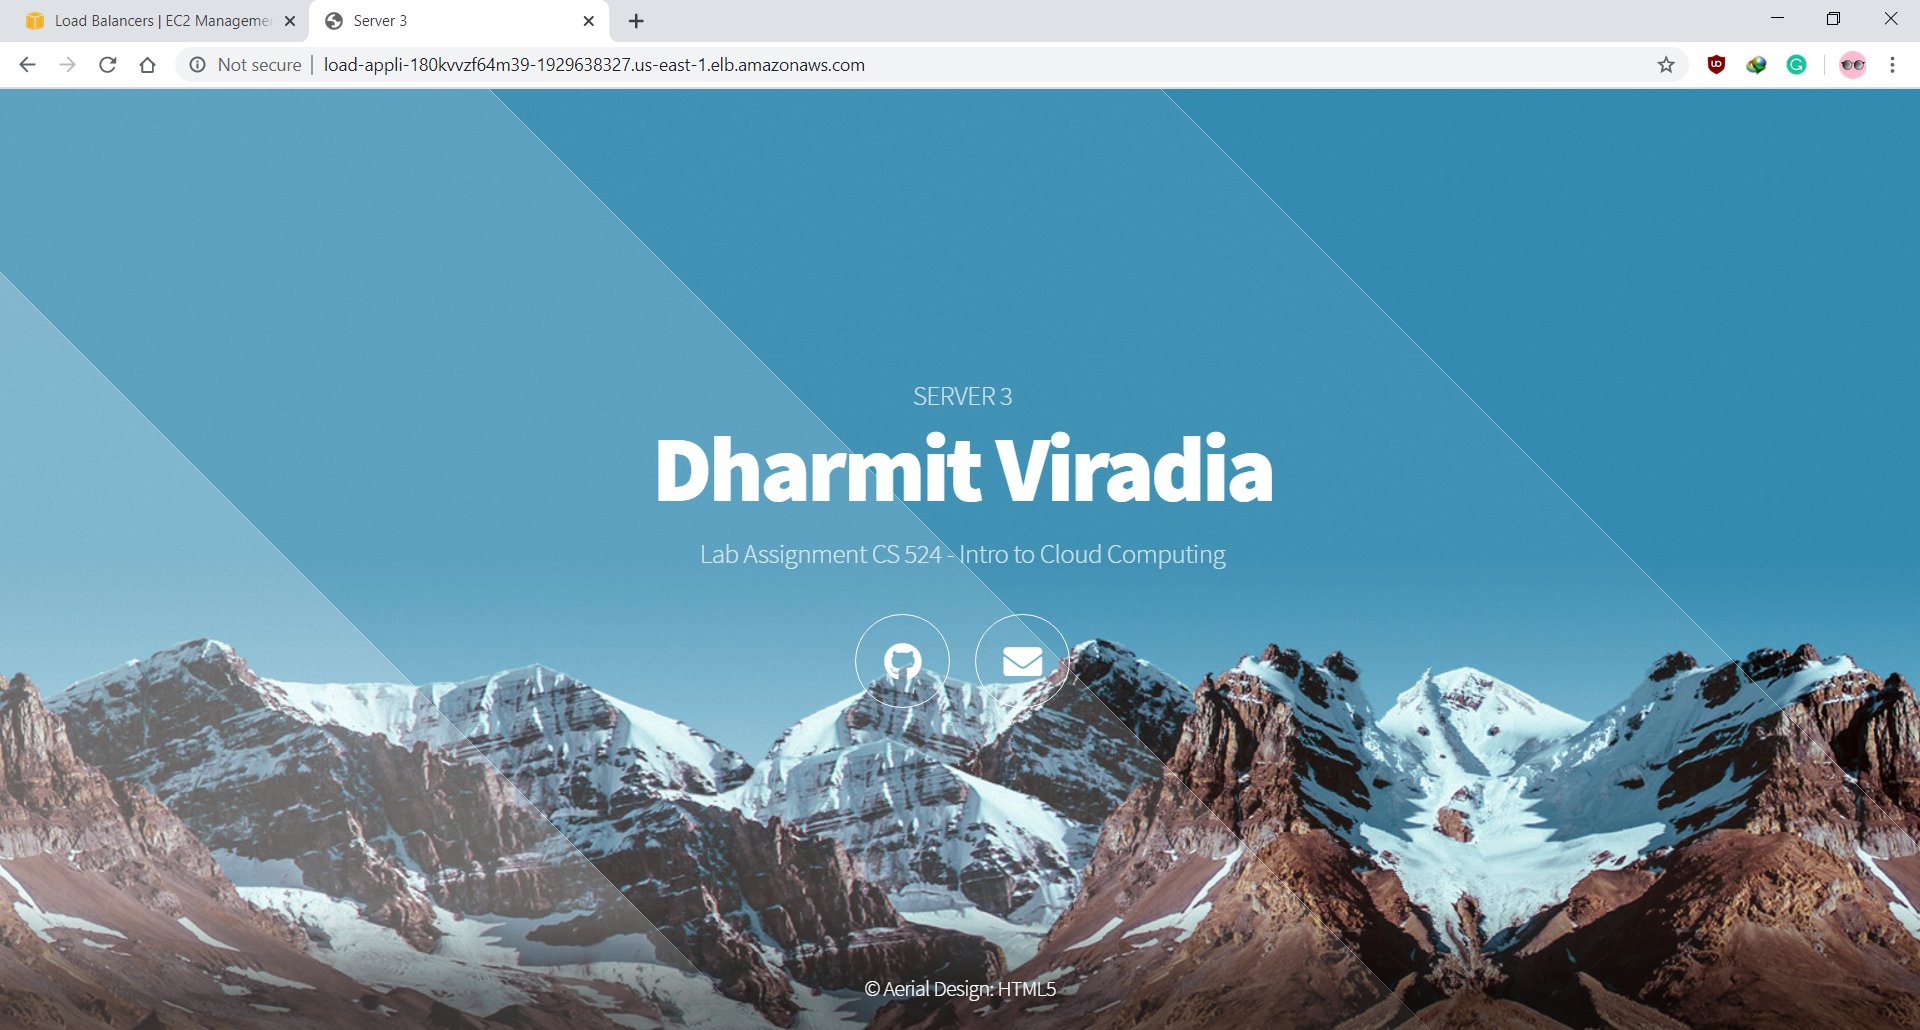 Load Balancers | EC2 Managemen
Server 3
Not secure | load-appli-180kvvzf64m39-1929638327.us-east-1.elb.amazonaws.com
SERVER 3
Dharmit Viradia
Lab Assignment CS 524 - Intro to Cloud Computing
© Aerial Design: HTML5